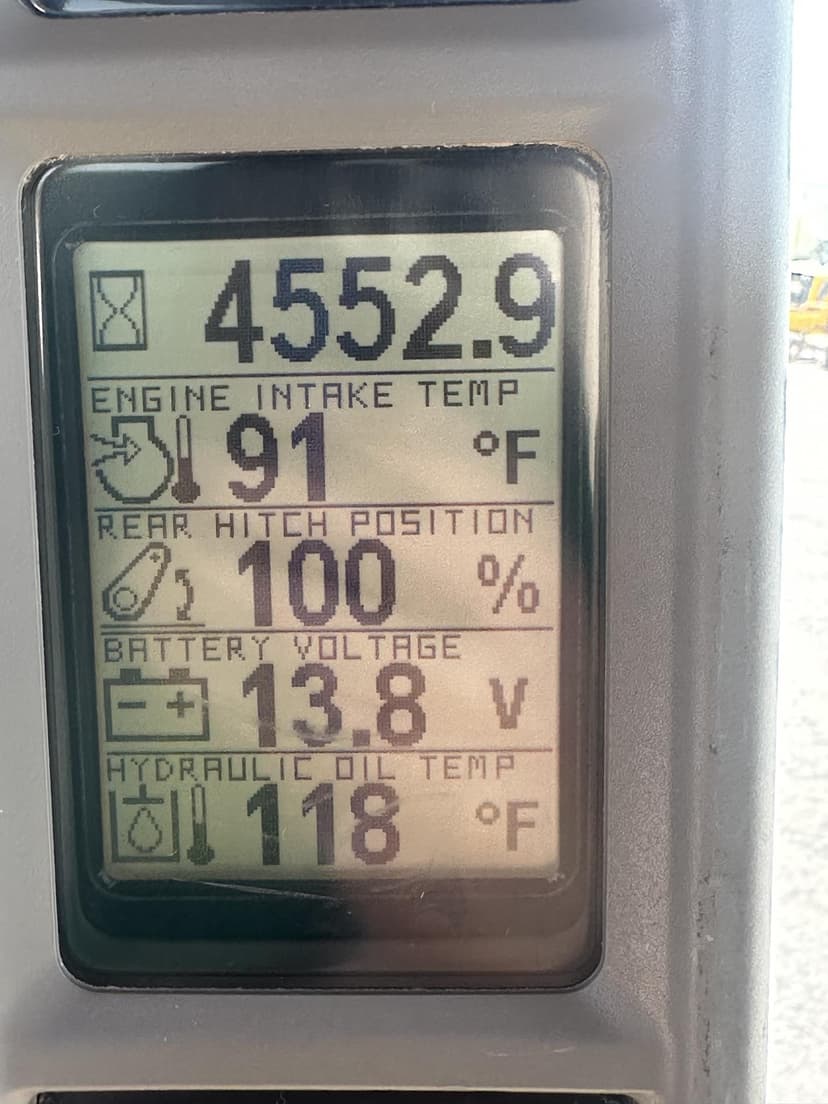 4552.9
ENGINE INTAKE TEMP
91 °F
REAR HITCH POSITION
100 %
BATTERY VOLTAGE
13.8 V
HYDRAULIC OIL TEMP
118 °F